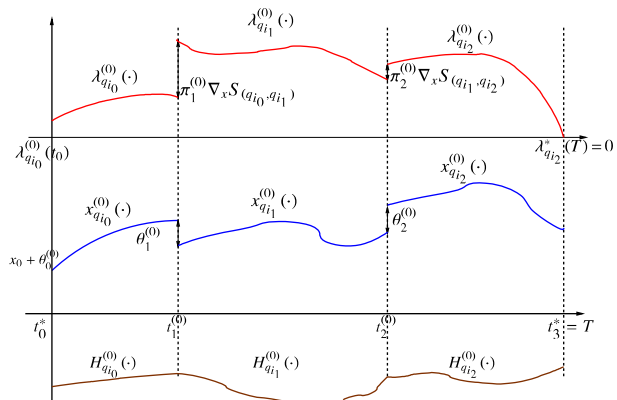 λ_{q_{i_1}}^{(0)}(·)
λ_{q_{i_2}}^{(0)}(·)
λ_{q_{i_0}}^{(0)}(·)
π_1^{(0)}∇_x S_{(q_{i_0},q_{i_1})}
π_2^{(0)}∇_x S_{(q_{i_1},q_{i_2})}
λ_{q_{i_0}}^{(0)}(t_0)
λ_{q_{i_2}}^*(T)=0
x_{q_{i_0}}^{(0)}(·)
x_{q_{i_1}}^{(0)}(·)
x_{q_{i_2}}^{(0)}(·)
θ_1^{(0)}
θ_2^{(0)}
x_0+θ_0^{(0)}
t_0^*
t_1^{(0)}
t_2^{(0)}
t_3^*=T
H_{q_{i_0}}^{(0)}(·)
H_{q_{i_1}}^{(0)}(·)
H_{q_{i_2}}^{(0)}(·)